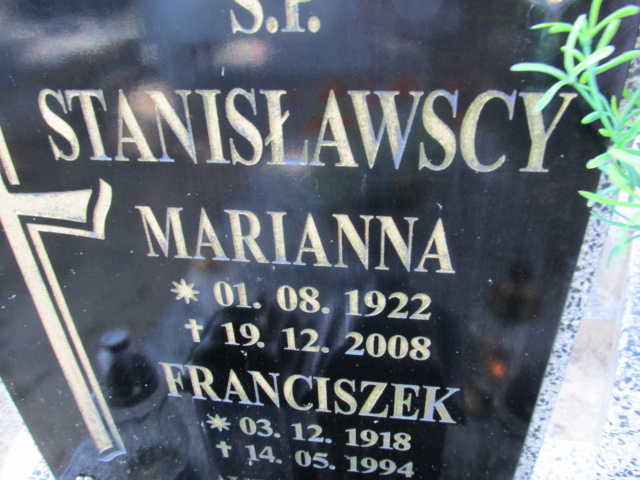 Ś.P.
STANISŁAWSCY
MARIANNA
* 01. 08. 1922
† 19. 12. 2008
FRANCISZEK
* 03. 12. 1918
† 14. 05. 1994